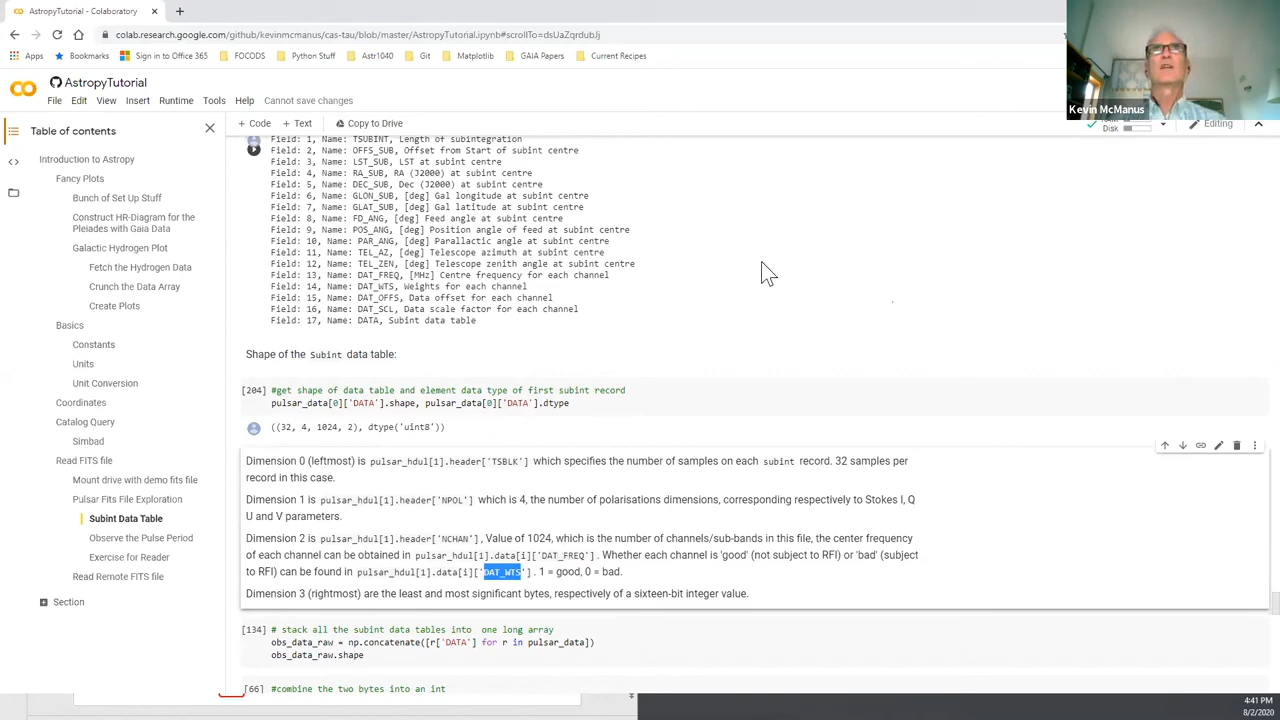 AstropyTutorial - Colaboratory
colab.research.google.com/github/kevinmcmanus/cas-tau/blob/master/AstropyTutorial.ipynb#scrollTo=dsUaZqrdubJj
Apps
Bookmarks
Sign in to Office 365
FOCODS
Python Stuff
Astr1040
Git
Matplotlib
GAIA Papers
Current Recipes
AstropyTutorial
File Edit View Insert Runtime Tools Help Cannot save changes
Kevin McManus
Table of contents
+ Code + Text
Copy to Drive
Disk
Editing
Introduction to Astropy
Fancy Plots
Bunch of Set Up Stuff
Construct HR-Diagram for the
Pleiades with Gaia Data
Galactic Hydrogen Plot
Fetch the Hydrogen Data
Crunch the Data Array
Create Plots
Basics
Constants
Units
Unit Conversion
Coordinates
Catalog Query
Simbad
Read FITS file
Mount drive with demo fits file
Pulsar Fits File Exploration
Subint Data Table
Observe the Pulse Period
Exercise for Reader
Read Remote FITS file
Section
Field: 1, Name: TSUBINT, Length of subintegration
Field: 2, Name: OFFS_SUB, Offset from Start of subint centre
Field: 3, Name: LST_SUB, LST at subint centre
Field: 4, Name: RA_SUB, RA (J2000) at subint centre
Field: 5, Name: DEC_SUB, Dec (J2000) at subint centre
Field: 6, Name: GLON_SUB, [deg] Gal longitude at subint centre
Field: 7, Name: GLAT_SUB, [deg] Gal latitude at subint centre
Field: 8, Name: FD_ANG, [deg] Feed angle at subint centre
Field: 9, Name: POS_ANG, [deg] Position angle of feed at subint centre
Field: 10, Name: PAR_ANG, [deg] Parallactic angle at subint centre
Field: 11, Name: TEL_AZ, [deg] Telescope azimuth at subint centre
Field: 12, Name: TEL_ZEN, [deg] Telescope zenith angle at subint centre
Field: 13, Name: DAT_FREQ, [MHz] Centre frequency for each channel
Field: 14, Name: DAT_WTS, Weights for each channel
Field: 15, Name: DAT_OFFS, Data offset for each channel
Field: 16, Name: DAT_SCL, Data scale factor for each channel
Field: 17, Name: DATA, Subint data table
Shape of the Subint data table:
[204] #get shape of data table and element data type of first subint record
pulsar_data[0]['DATA'].shape, pulsar_data[0]['DATA'].dtype
((32, 4, 1024, 2), dtype('uint8'))
Dimension 0 (leftmost) is pulsar_hdul[1].header['TSBLK'] which specifies the number of samples on each subint record. 32 samples per
record in this case.
Dimension 1 is pulsar_hdul[1].header['NPOL'] which is 4, the number of polarisations dimensions, corresponding respectively to Stokes I, Q
U and V parameters.
Dimension 2 is pulsar_hdul[1].header['NCHAN'], Value of 1024, which is the number of channels/sub-bands in this file, the center frequency
of each channel can be obtained in pulsar_hdul[1].data[i]['DAT_FREQ']. Whether each channel is 'good' (not subject to RFI) or 'bad' (subject
to RFI) can be found in pulsar_hdul[1].data[i]['DAT_WTS']. 1 = good, 0 = bad.
Dimension 3 (rightmost) are the least and most significant bytes, respectively of a sixteen-bit integer value.
[134] # stack all the subint data tables into one long array
obs_data_raw = np.concatenate([r['DATA'] for r in pulsar_data])
obs_data_raw.shape
[66] #combine the two bytes into an int
4:41 PM
8/2/2020